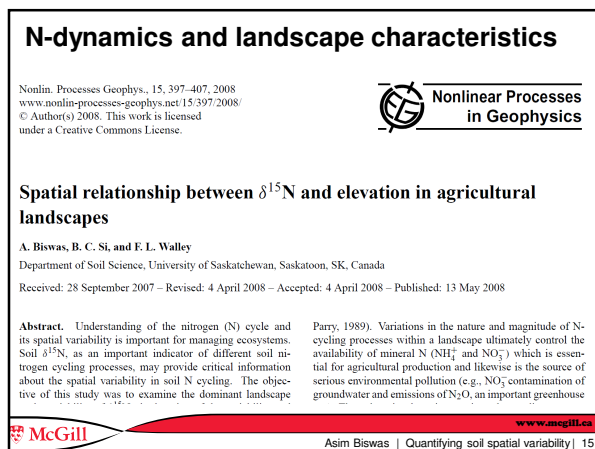 N-dynamics and landscape characteristics
Nonlin. Processes Geophys., 15, 397–407, 2008
www.nonlin-processes-geophys.net/15/397/2008/
© Author(s) 2008. This work is licensed
under a Creative Commons License.
Nonlinear Processes
in Geophysics
Spatial relationship between δ¹⁵N and elevation in agricultural
landscapes
A. Biswas, B. C. Si, and F. L. Walley
Department of Soil Science, University of Saskatchewan, Saskatoon, SK, Canada
Received: 28 September 2007 – Revised: 4 April 2008 – Accepted: 4 April 2008 – Published: 13 May 2008
Abstract. Understanding of the nitrogen (N) cycle and
its spatial variability is important for managing ecosystems.
Soil δ¹⁵N, as an important indicator of different soil ni-
trogen cycling processes, may provide critical information
about the spatial variability in soil N cycling. The objec-
tive of this study was to examine the dominant landscape
Parry, 1989). Variations in the nature and magnitude of N-
cycling processes within a landscape ultimately control the
availability of mineral N (NH₄⁺ and NO₃⁻) which is essen-
tial for agricultural production and likewise is the source of
serious environmental pollution (e.g., NO₃⁻ contamination of
groundwater and emissions of N₂O, an important greenhouse
www.mcgill.ca
McGill
Asim Biswas | Quantifying soil spatial variability | 15